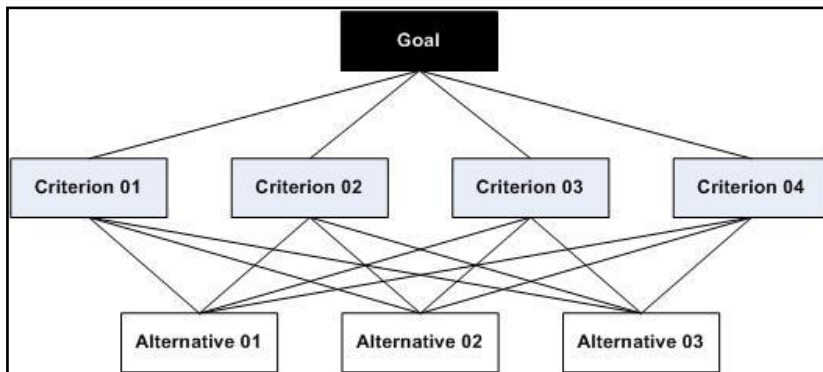 Goal
Criterion 01
Criterion 02
Criterion 03
Criterion 04
Alternative 01
Alternative 02
Alternative 03